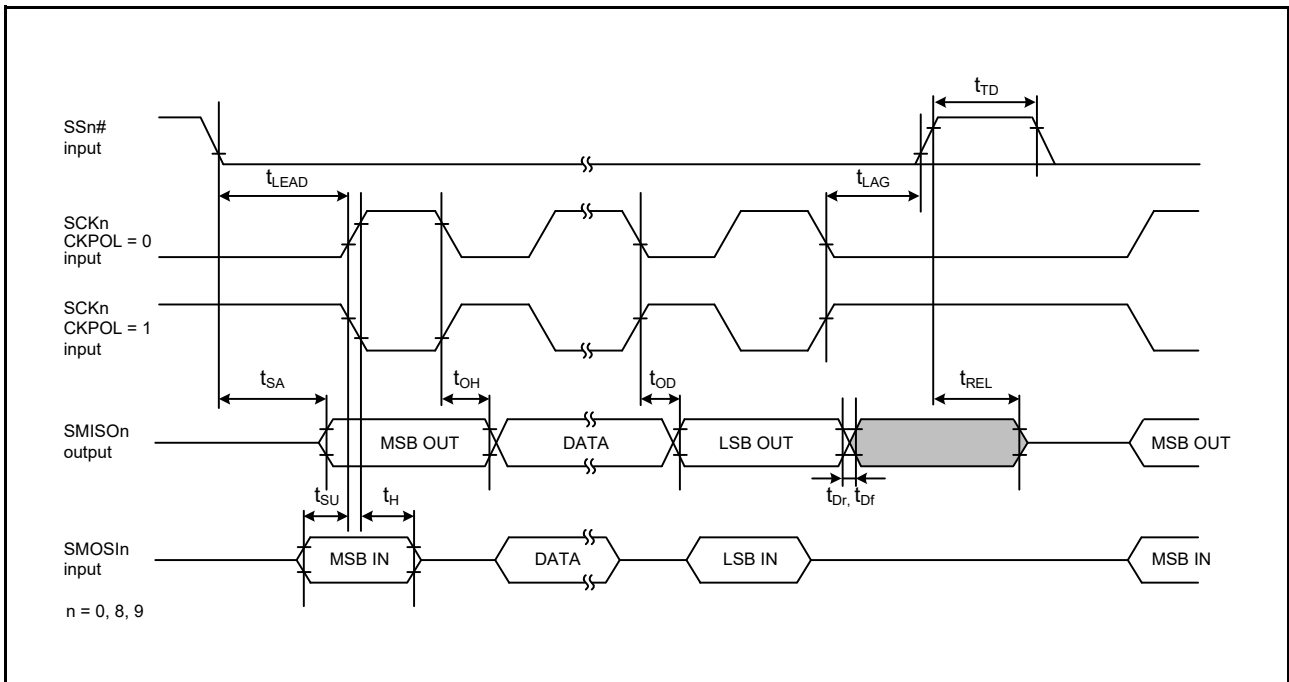 tTD
SSn#
input
tLEAD
tLAG
SCKn
CKPOL = 0
input
SCKn
CKPOL = 1
input
tSA
tOH
tOD
tREL
SMISOn
output
MSB OUT
DATA
LSB OUT
MSB OUT
tSU
tH
tDr, tDf
SMOSIn
input
MSB IN
DATA
LSB IN
MSB IN
n = 0, 8, 9